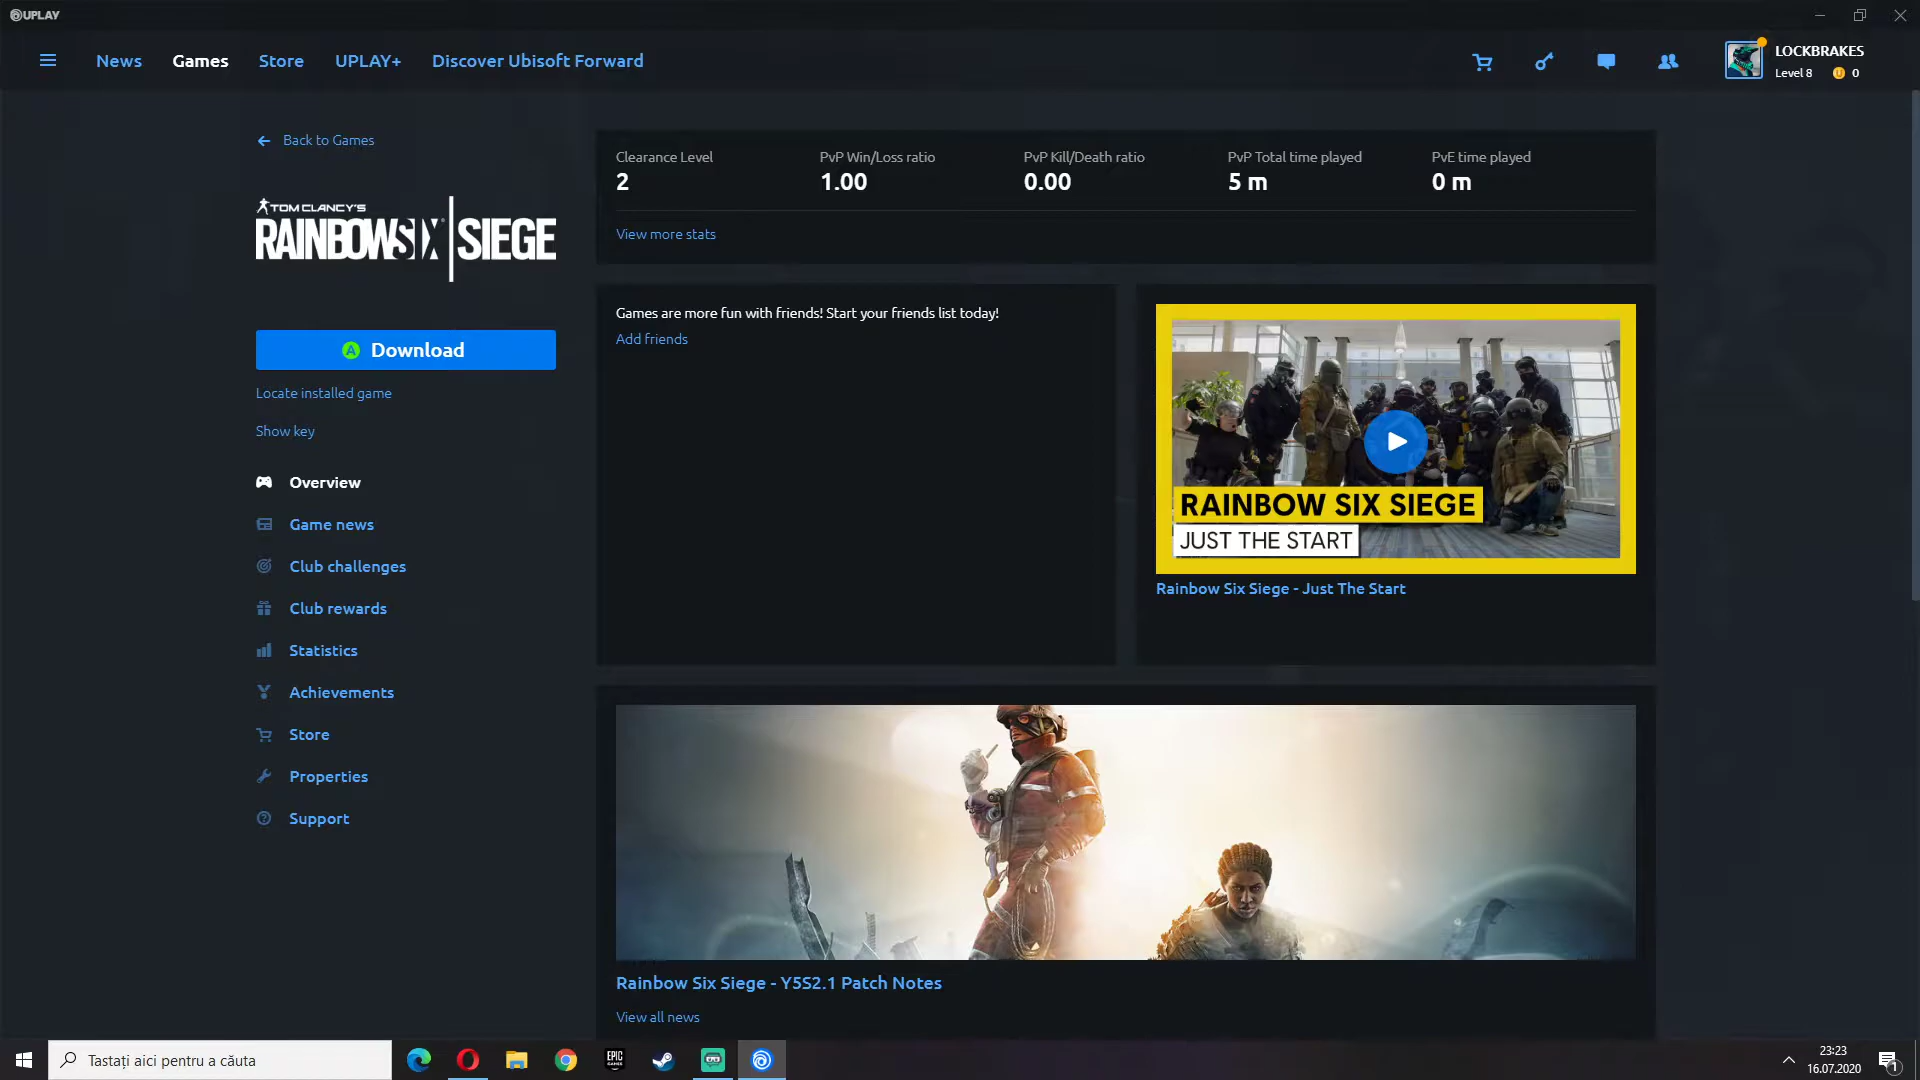 UPLAY
News
Games
Store
UPLAY+
Discover Ubisoft Forward
LOCKBRAKES
Level 8
0
Back to Games
TOM CLANCY'S
RAINBOWSIX SIEGE
A Download
Locate installed game
Show key
Overview
Game news
Club challenges
Club rewards
Statistics
Achievements
Store
Properties
Support
Clearance Level
2
PvP Win/Loss ratio
1.00
PvP Kill/Death ratio
0.00
PvP Total time played
5 m
PvE time played
0 m
View more stats
Games are more fun with friends! Start your friends list today!
Add friends
RAINBOW SIX SIEGE
JUST THE START
Rainbow Six Siege - Just The Start
Rainbow Six Siege - Y5S2.1 Patch Notes
View all news
Tastați aici pentru a căuta
EPIC
GAMES
23:23
16.07.2020
1